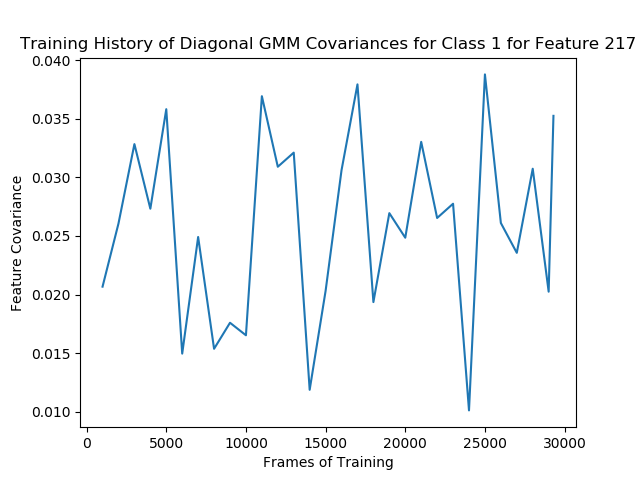 Training History of Diagonal GMM Covariances for Class 1 for Feature 217
0.040
0.035
0.030
0.025
0.020
0.015
0.010
Feature Covariance
0 5000 10000 15000 20000 25000 30000
Frames of Training